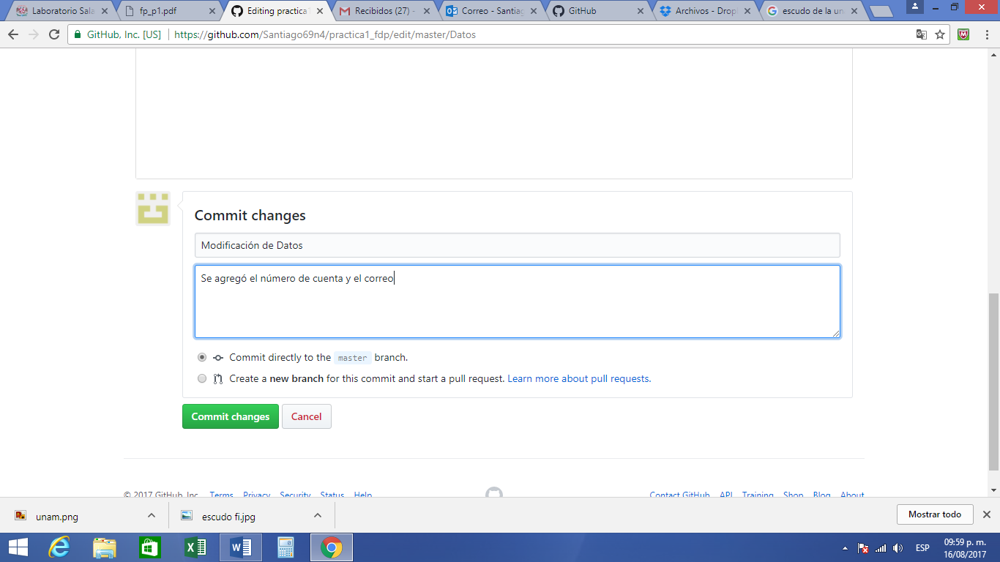 Laboratorio Sala
fp_p1.pdf
Editing practica1
Recibidos (27) -
Correo - Santiag
GitHub
Archivos - Drop
escudo de la un
GitHub, Inc. [US]
https://github.com/Santiago69n4/practica1_fdp/edit/master/Datos
Commit changes
Modificación de Datos
Se agregó el número de cuenta y el correo
Commit directly to the master branch.
Create a new branch for this commit and start a pull request. Learn more about pull requests.
Commit changes
Cancel
© 2017 GitHub, Inc. Terms Privacy Security Status Help
Contact GitHub API Training Shop Blog About
unam.png
escudo fi.jpg
Mostrar todo
ESP
09:59 p. m.
16/08/2017